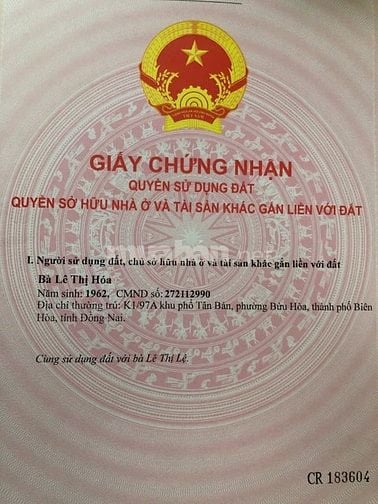 GIẤY CHỨNG NHẬN
QUYỀN SỬ DỤNG ĐẤT
QUYỀN SỞ HỮU NHÀ Ở VÀ TÀI SẢN KHÁC GẮN LIỀN VỚI ĐẤT
I. Người sử dụng đất, chủ sở hữu nhà ở và tài sản khác gắn liền với đất
Bà Lê Thị Hóa
Năm sinh: 1962, CMND số: 272112990
Địa chỉ thường trú: K1/97A khu phố Tân Bản, phường Bửu Hòa, thành phố Biên
Hòa, tỉnh Đồng Nai.
Cùng sử dụng đất với bà Lê Thị Lệ.
CR 183604